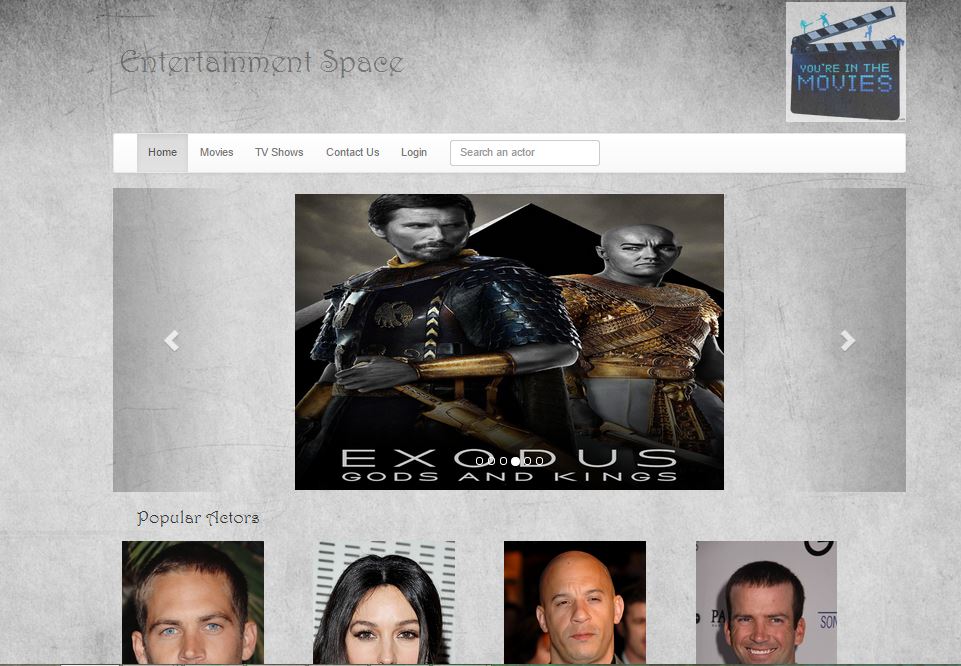 Entertainment Space
YOU'RE IN THE
MOVIES
Home Movies TV Shows Contact Us Login Search an actor
EXODUS
GODS AND KINGS
Popular Actors